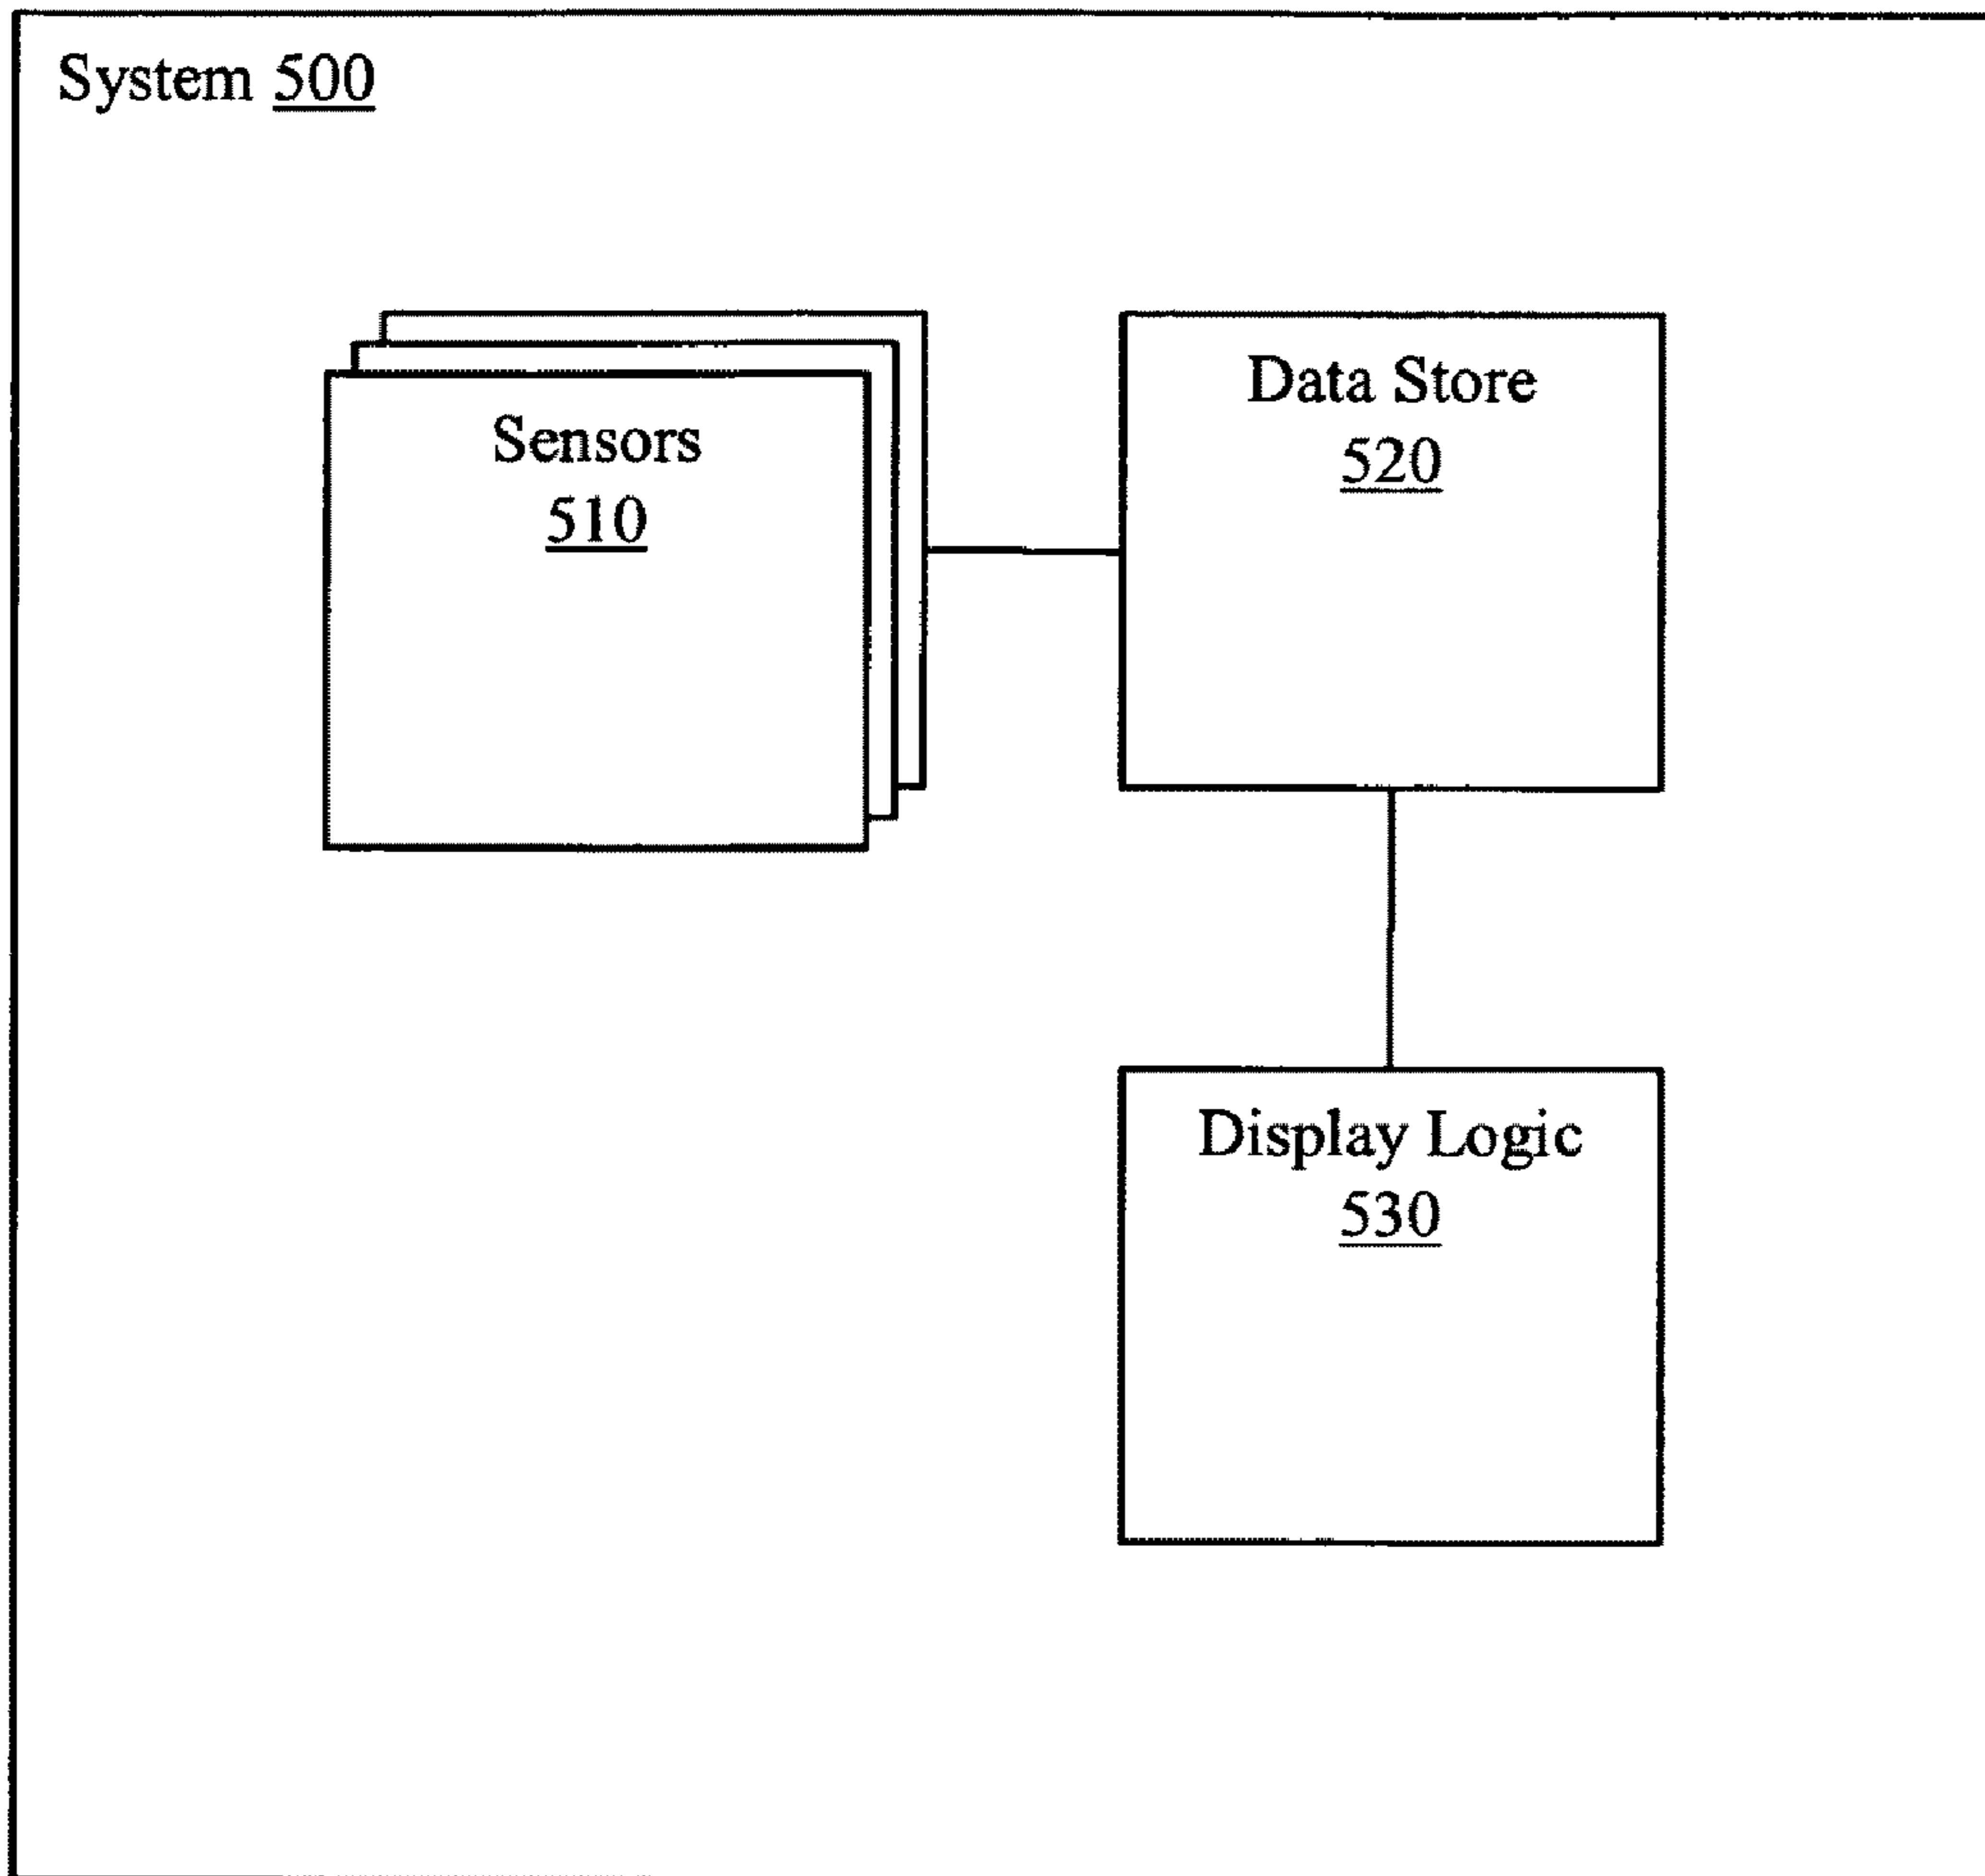 System 500
Sensors
510
Data Store
520
Display Logic
530